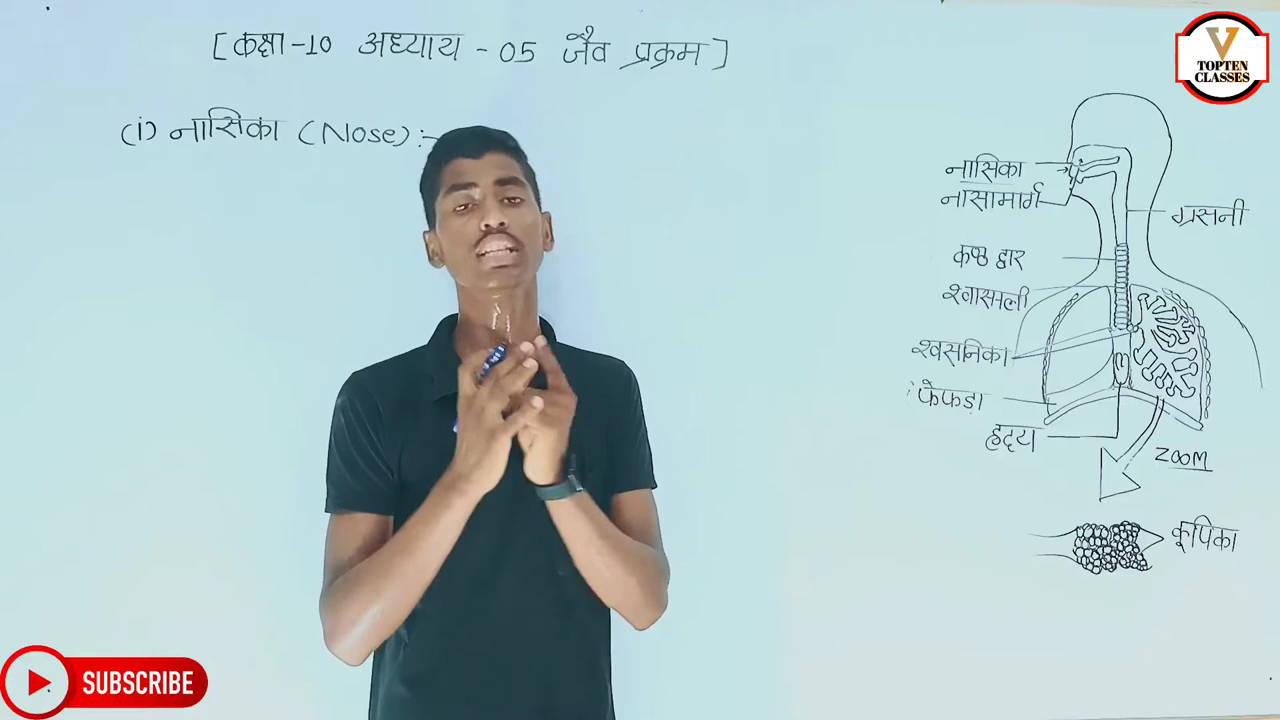 [कक्षा-10 अध्याय - 05 जैव प्रक्रम]
(i) नासिका (Nose) :-
नासिका
नासामार्ग
ग्रसनी
कण्ठ द्वार
श्वासनली
श्वसनिका
फेफड़ा
हृदय
ZOOM
कूपिका
TOPTEN
CLASSES
SUBSCRIBE